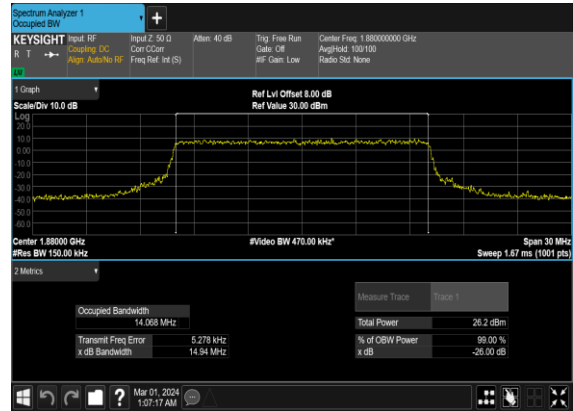 Spectrum Analyzer 1
Occupied BW
+
KEYSIGHT Input: RF Input Z: 50 Ω Atten: 40 dB Trig: Free Run Center Freq: 1.880000000 GHz
R T Coupling: DC Corr CCorr Gate: Off Avg|Hold: 100/100
Align: Auto/No RF Freq Ref: Int (S) #IF Gain: Low Radio Std: None
LW
1 Graph Ref Lvl Offset 8.00 dB
Scale/Div 10.0 dB Ref Value 30.00 dBm
Log
20.0
10.0
0.00
-10.0
-20.0
-30.0
-40.0
-50.0
-60.0
Center 1.88000 GHz #Video BW 470.00 kHz* Span 30 MHz
#Res BW 150.00 kHz Sweep 1.67 ms (1001 pts)
2 Metrics
Measure Trace Trace 1
Occupied Bandwidth
14.068 MHz Total Power 26.2 dBm
Transmit Freq Error 5.278 kHz % of OBW Power 99.00 %
x dB Bandwidth 14.94 MHz x dB -26.00 dB
? Mar 01, 2024
1:07:17 AM